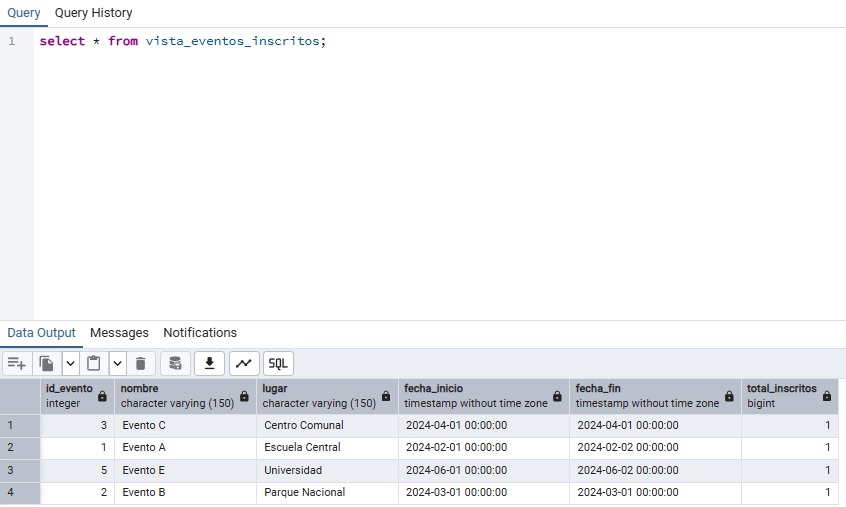 Query Query History
1 select * from vista_eventos_inscritos;
Data Output Messages Notifications
SQL
id_evento nombre lugar fecha_inicio fecha_fin total_inscritos
integer character varying (150) character varying (150) timestamp without time zone timestamp without time zone bigint
1 3 Evento C Centro Comunal 2024-04-01 00:00:00 2024-04-01 00:00:00 1
2 1 Evento A Escuela Central 2024-02-01 00:00:00 2024-02-02 00:00:00 1
3 5 Evento E Universidad 2024-06-01 00:00:00 2024-06-02 00:00:00 1
4 2 Evento B Parque Nacional 2024-03-01 00:00:00 2024-03-01 00:00:00 1